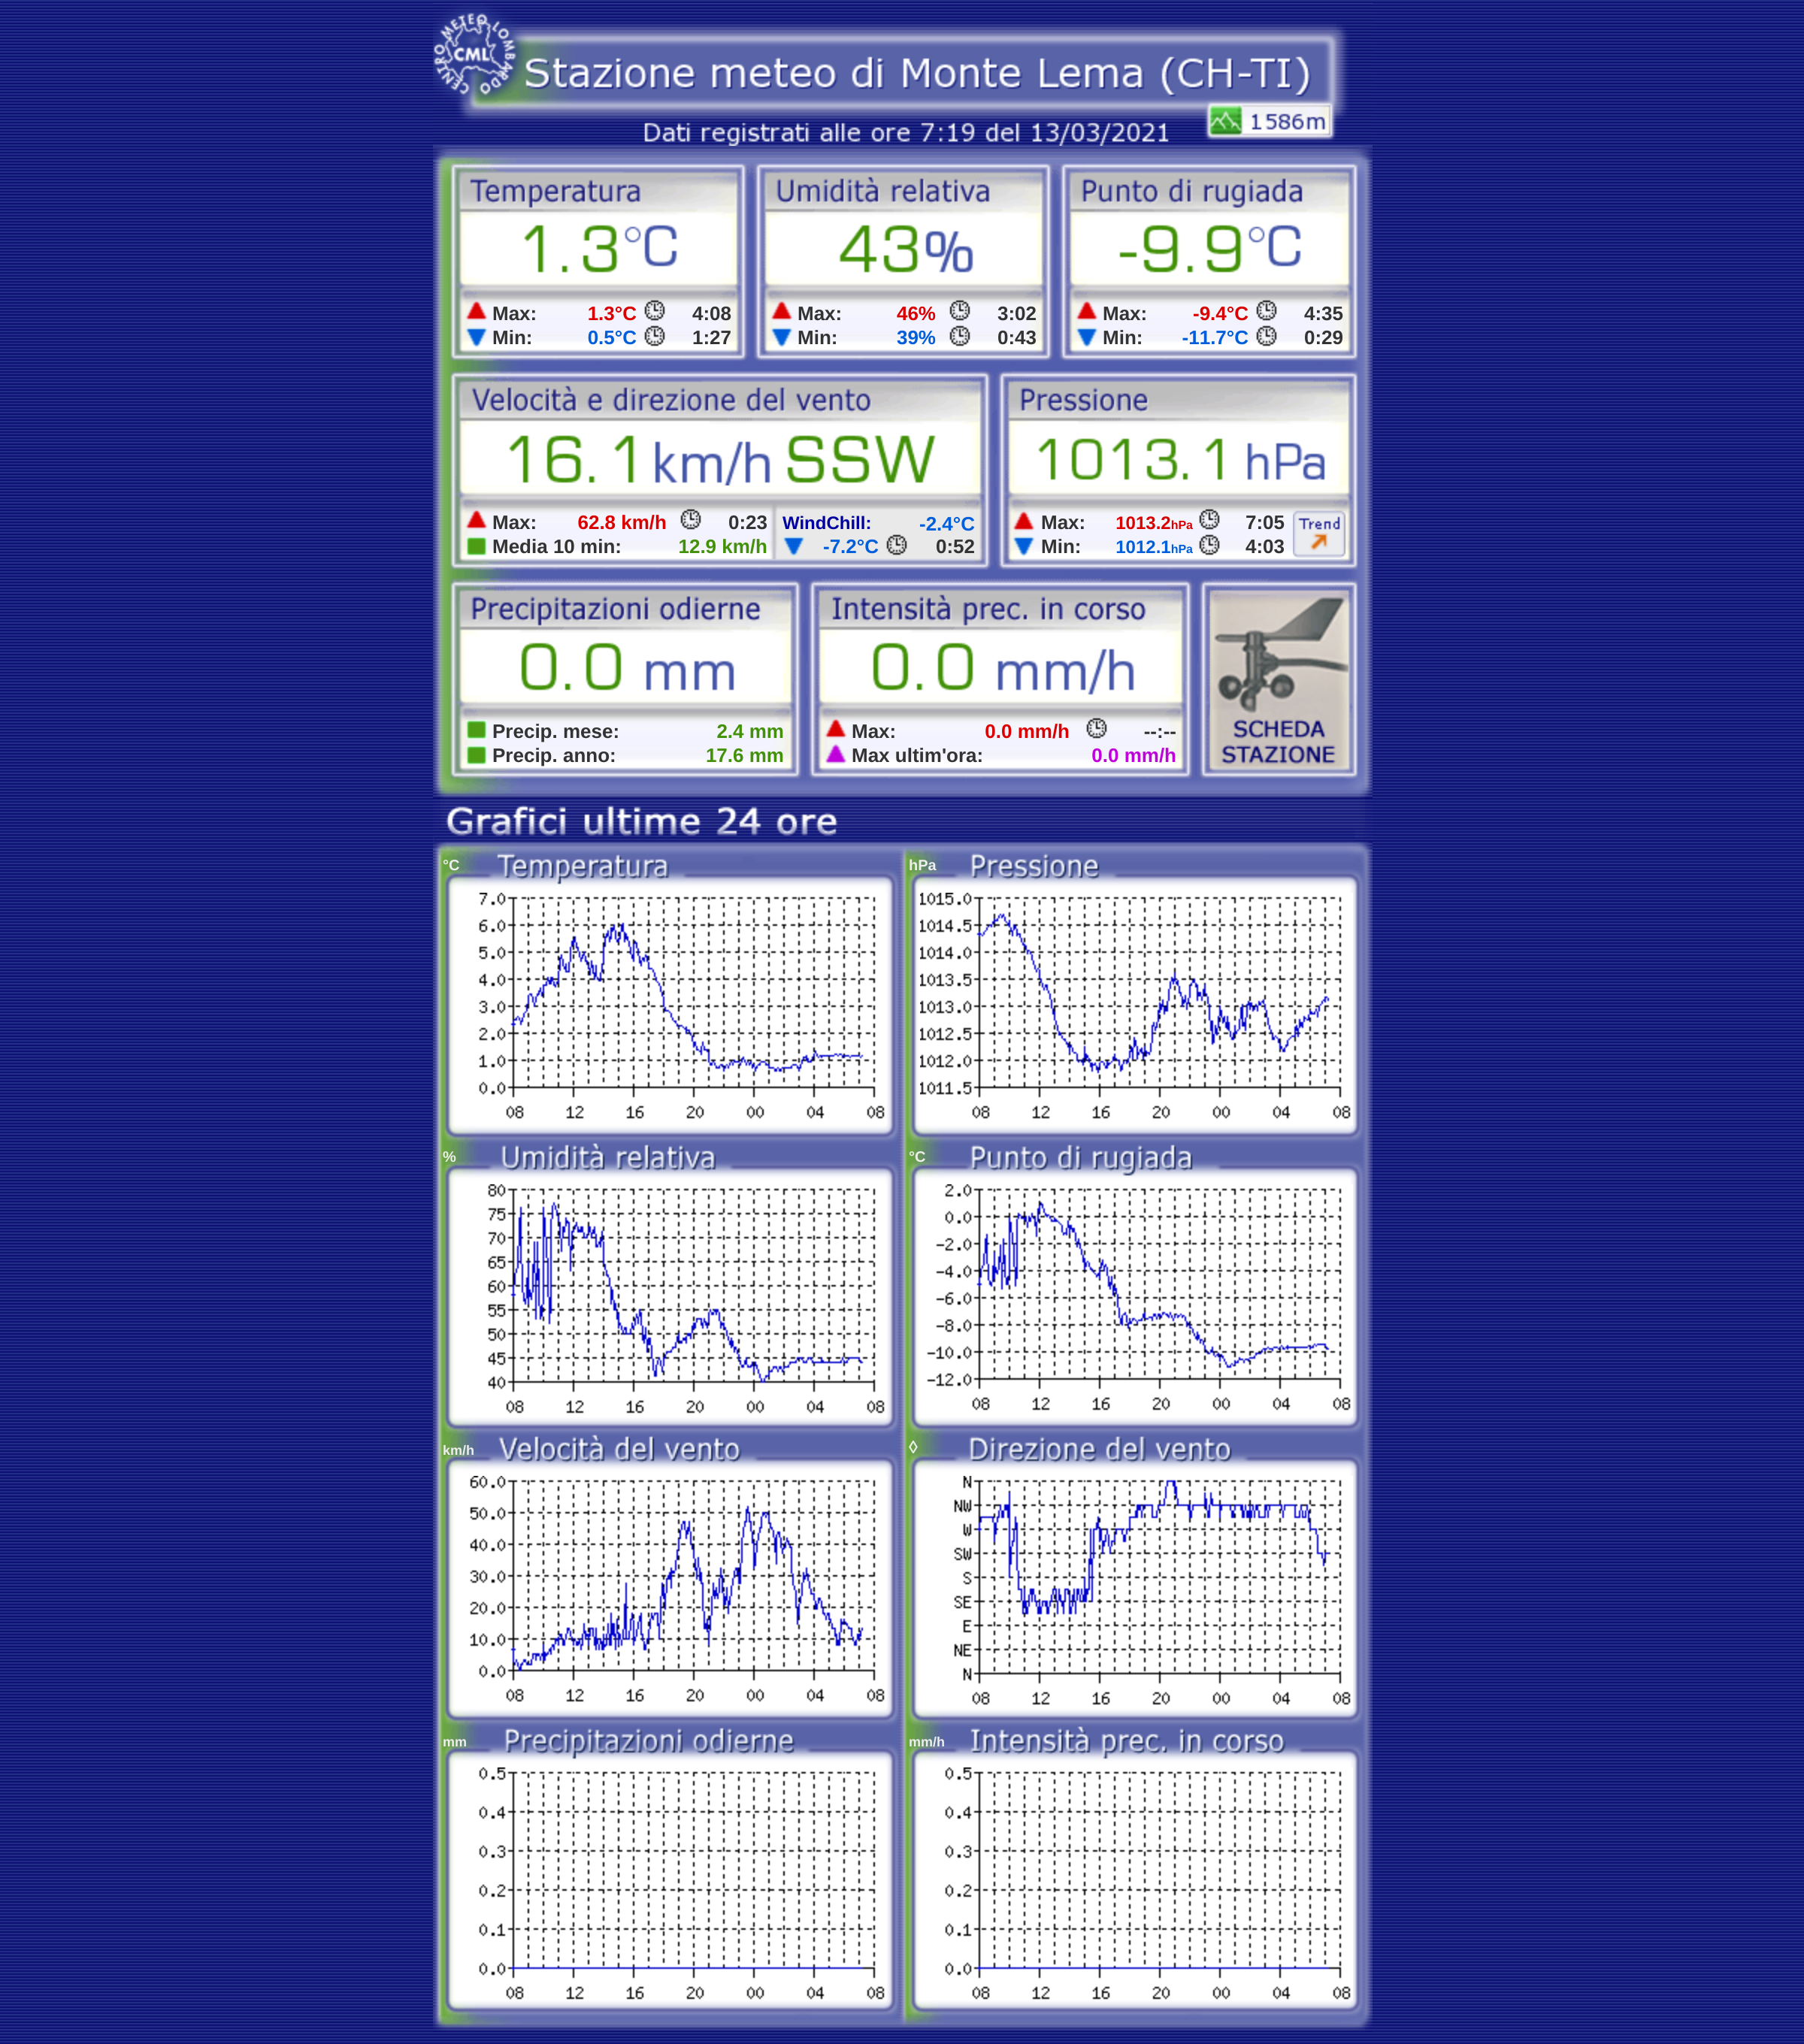 CENTRO METEO LOMBARDO
CML
Stazione meteo di Monte Lema (CH-TI)
1586m
Dati registrati alle ore 7:19 del 13/03/2021
Temperatura Umidità relativa Punto di rugiada
1.3°C 43% -9.9°C
Max: 1.3°C 4:08 Max: 46% 3:02 Max: -9.4°C 4:35
Min: 0.5°C 1:27 Min: 39% 0:43 Min: -11.7°C 0:29
Velocità e direzione del vento Pressione
16.1 km/h SSW 1013.1 hPa
Max: 62.8 km/h 0:23 WindChill: -2.4°C Max: 1013.2hPa 7:05 Trend
Media 10 min: 12.9 km/h -7.2°C 0:52 Min: 1012.1hPa 4:03
Precipitazioni odierne Intensità prec. in corso
0.0 mm 0.0 mm/h
Precip. mese: 2.4 mm Max: 0.0 mm/h --:-- SCHEDA
Precip. anno: 17.6 mm Max ultim'ora: 0.0 mm/h STAZIONE
Grafici ultime 24 ore
°C Temperatura
7.0
6.0
5.0
4.0
3.0
2.0
1.0
0.0
08 12 16 20 00 04 08
hPa Pressione
1015.0
1014.5
1014.0
1013.5
1013.0
1012.5
1012.0
1011.5
08 12 16 20 00 04 08
% Umidità relativa
80
75
70
65
60
55
50
45
40
08 12 16 20 00 04 08
°C Punto di rugiada
2.0
0.0
-2.0
-4.0
-6.0
-8.0
-10.0
-12.0
08 12 16 20 00 04 08
km/h Velocità del vento
60.0
50.0
40.0
30.0
20.0
10.0
0.0
08 12 16 20 00 04 08
◊ Direzione del vento
N
NW
W
SW
S
SE
E
NE
N
08 12 16 20 00 04 08
mm Precipitazioni odierne
0.5
0.4
0.3
0.2
0.1
0.0
08 12 16 20 00 04 08
mm/h Intensità prec. in corso
0.5
0.4
0.3
0.2
0.1
0.0
08 12 16 20 00 04 08